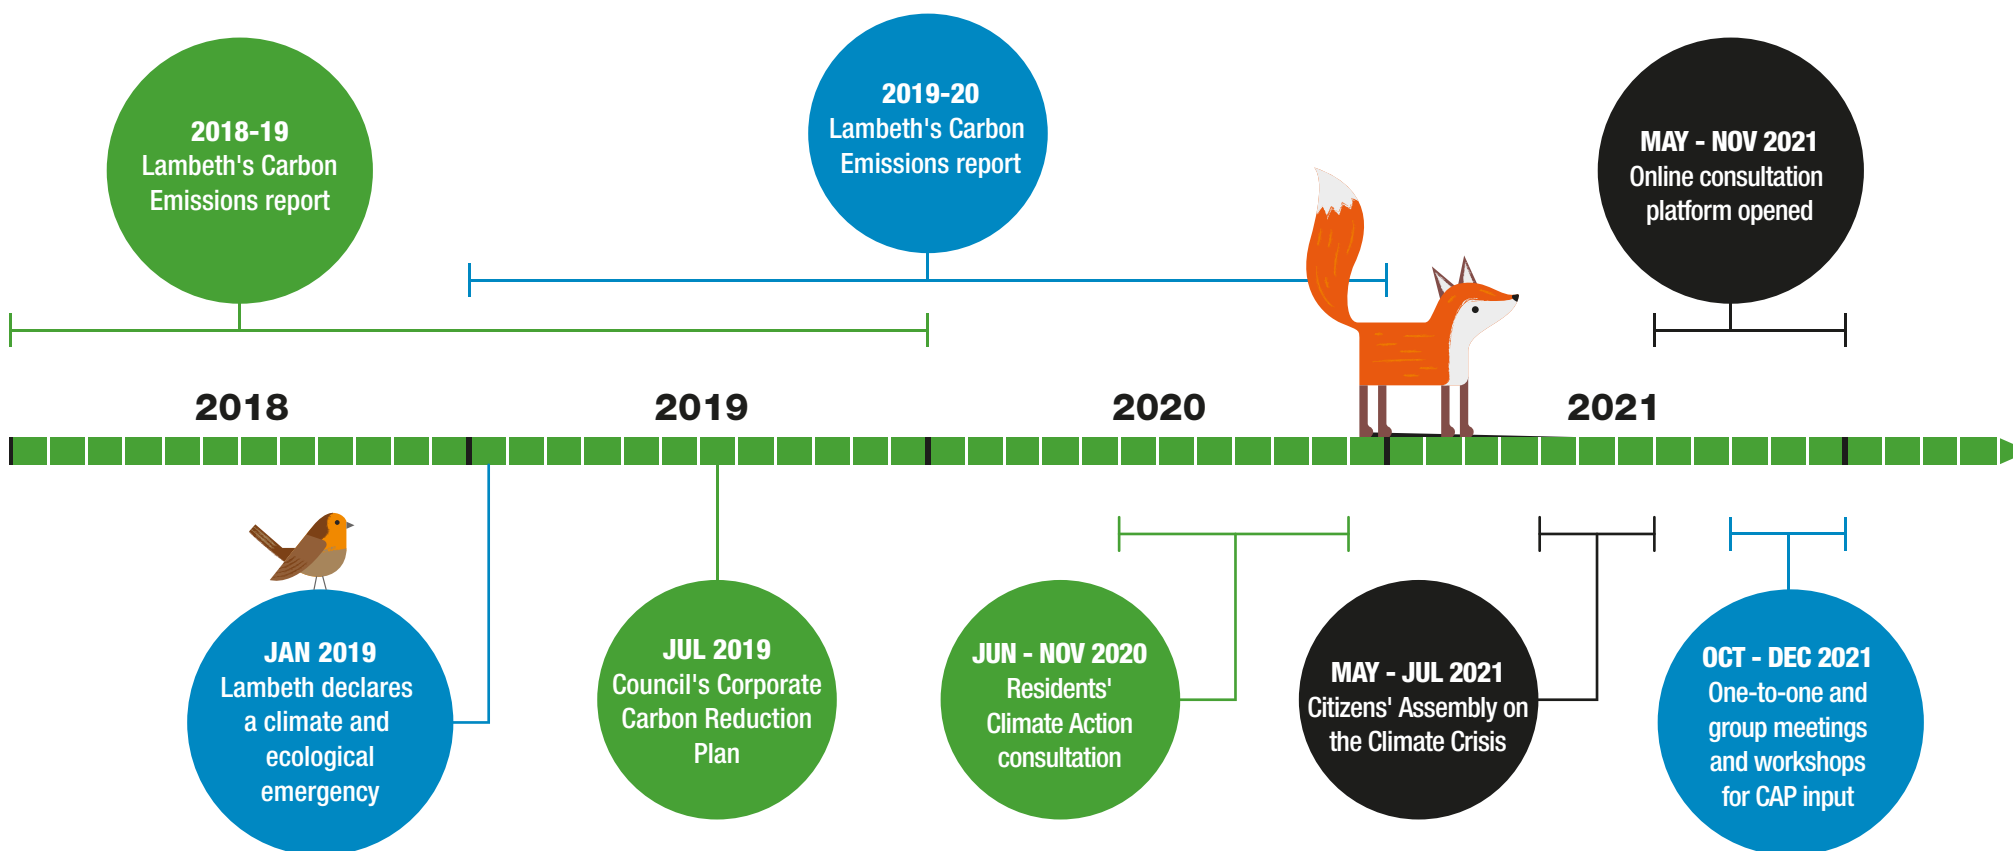 2018-19
Lambeth's Carbon
Emissions report
2019-20
Lambeth's Carbon
Emissions report
MAY - NOV 2021
Online consultation
platform opened
2018
2019
2020
2021
JAN 2019
Lambeth declares
a climate and
ecological
emergency
JUL 2019
Council's Corporate
Carbon Reduction
Plan
JUN - NOV 2020
Residents'
Climate Action
consultation
MAY - JUL 2021
Citizens' Assembly on
the Climate Crisis
OCT - DEC 2021
One-to-one and
group meetings
and workshops
for CAP input